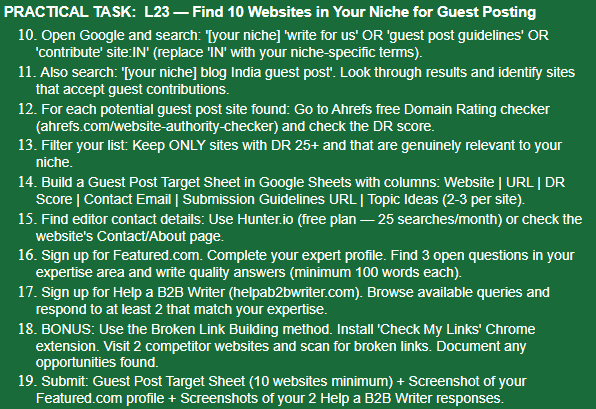 PRACTICAL TASK:  L23 — Find 10 Websites in Your Niche for Guest Posting
10. Open Google and search: '[your niche] 'write for us' OR 'guest post guidelines' OR
'contribute' site:IN' (replace 'IN' with your niche-specific terms).
11. Also search: '[your niche] blog India guest post'. Look through results and identify sites
that accept guest contributions.
12. For each potential guest post site found: Go to Ahrefs free Domain Rating checker
(ahrefs.com/website-authority-checker) and check the DR score.
13. Filter your list: Keep ONLY sites with DR 25+ and that are genuinely relevant to your
niche.
14. Build a Guest Post Target Sheet in Google Sheets with columns: Website | URL | DR
Score | Contact Email | Submission Guidelines URL | Topic Ideas (2-3 per site).
15. Find editor contact details: Use Hunter.io (free plan — 25 searches/month) or check the
website's Contact/About page.
16. Sign up for Featured.com. Complete your expert profile. Find 3 open questions in your
expertise area and write quality answers (minimum 100 words each).
17. Sign up for Help a B2B Writer (helpab2bwriter.com). Browse available queries and
respond to at least 2 that match your expertise.
18. BONUS: Use the Broken Link Building method. Install 'Check My Links' Chrome
extension. Visit 2 competitor websites and scan for broken links. Document any
opportunities found.
19. Submit: Guest Post Target Sheet (10 websites minimum) + Screenshot of your
Featured.com profile + Screenshots of your 2 Help a B2B Writer responses.